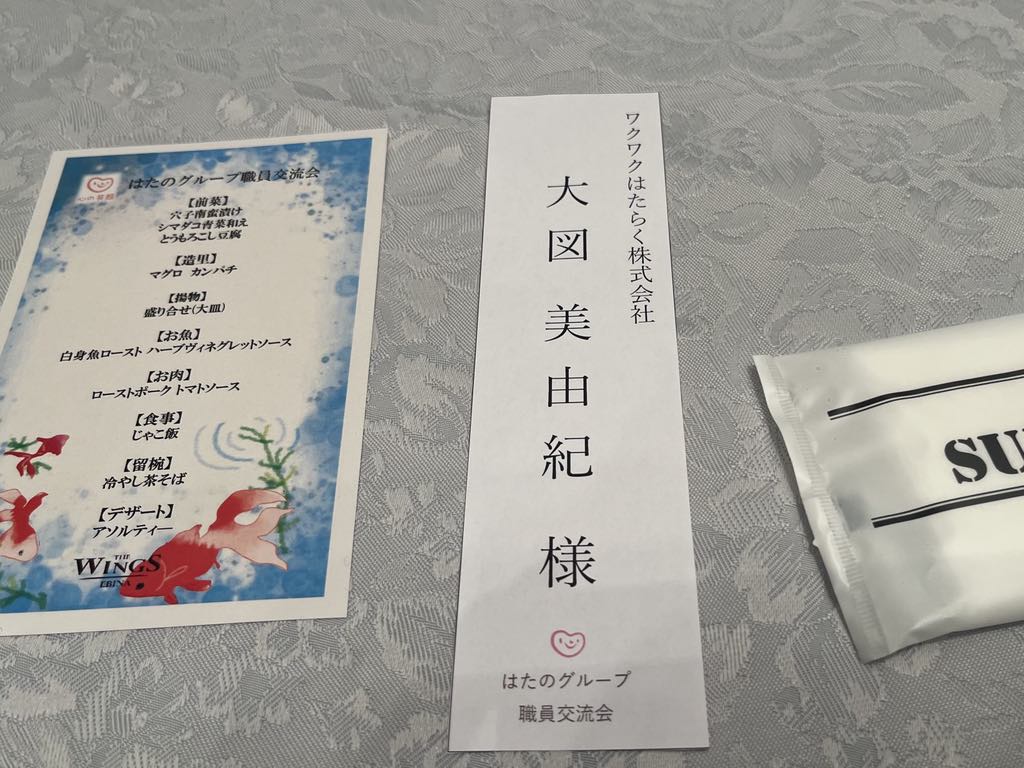 はたのグループ職員交流会
【前菜】
穴子南蛮漬け
シマダコ青菜和え
とうもろこし豆腐
【造里】
マグロ カンパチ
【揚物】
盛り合せ(大皿)
【お魚】
白身魚ロースト ハーブヴィネグレットソース
【お肉】
ローストポーク トマトソース
【食事】
じゃこ飯
【留椀】
冷やし茶そば
【デザート】
アソルティー
THE
WINGS
EBINA
ワクワクはたらく株式会社
大図 美由紀 様
はたのグループ
職員交流会
SU